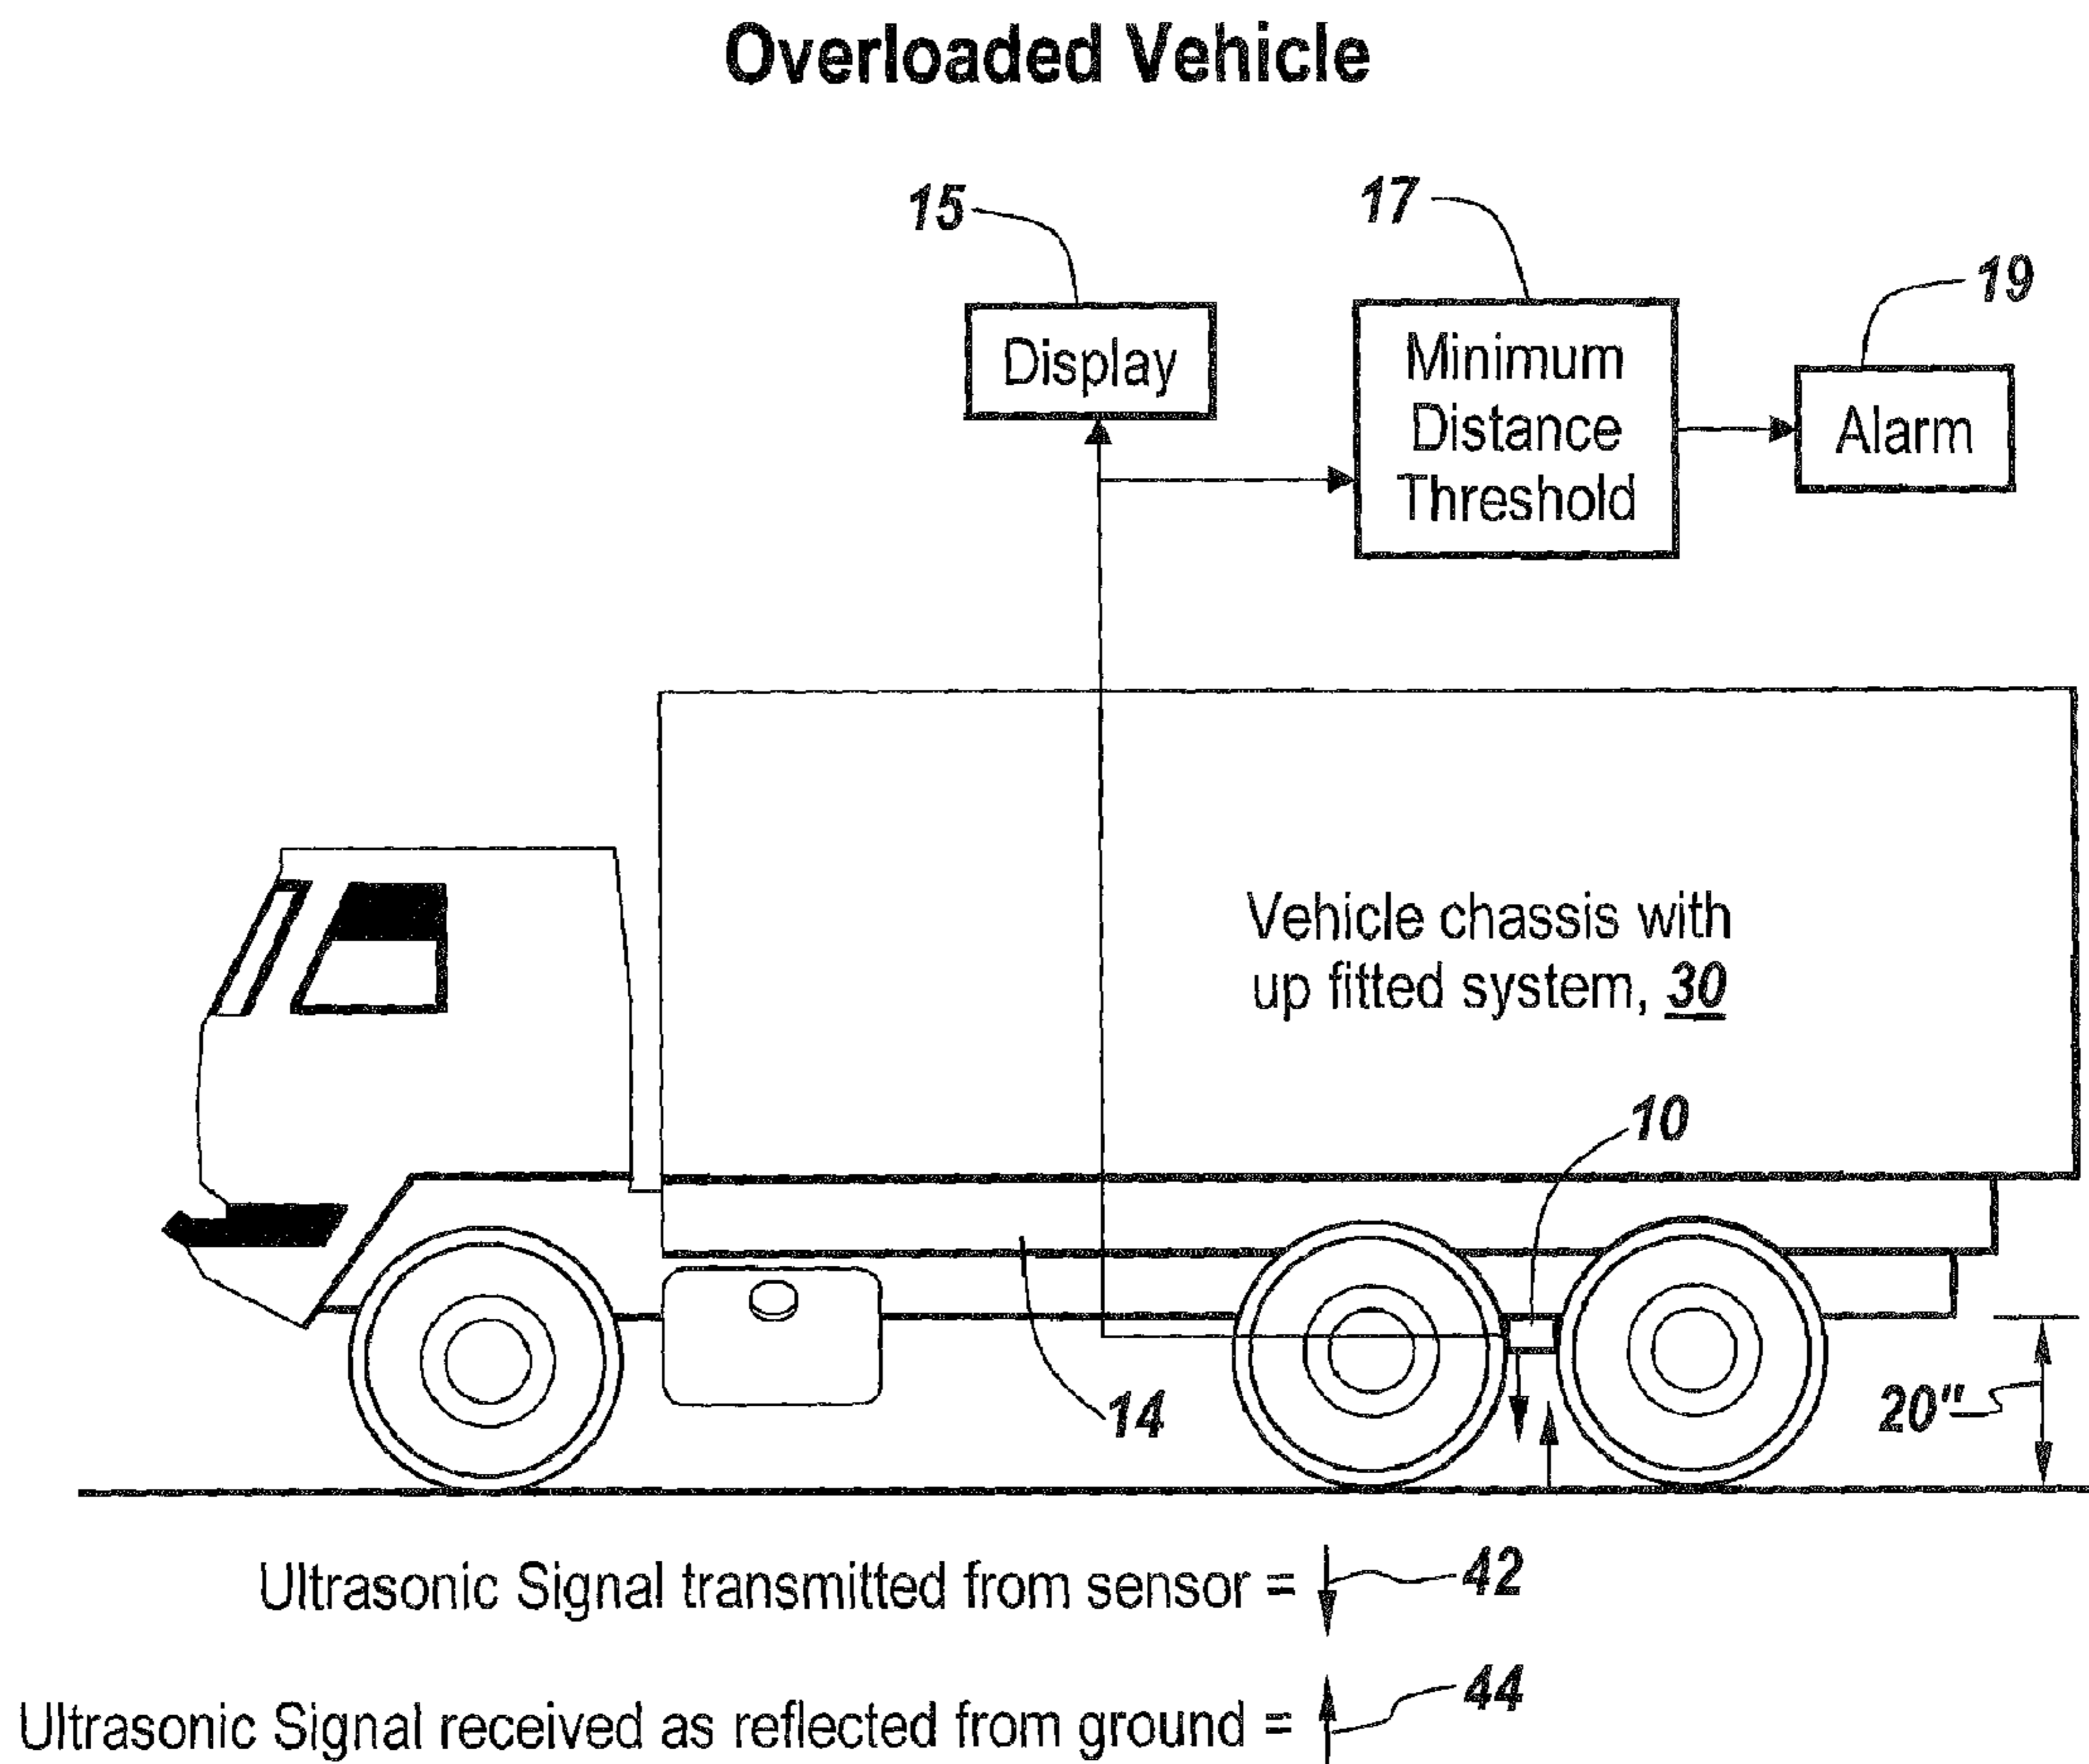 Overloaded Vehicle
15
17
19
Display
Minimum
Distance
Threshold
Alarm
Vehicle chassis with
up fitted system, 30
10
14
20"
Ultrasonic Signal transmitted from sensor =
42
Ultrasonic Signal received as reflected from ground =
44